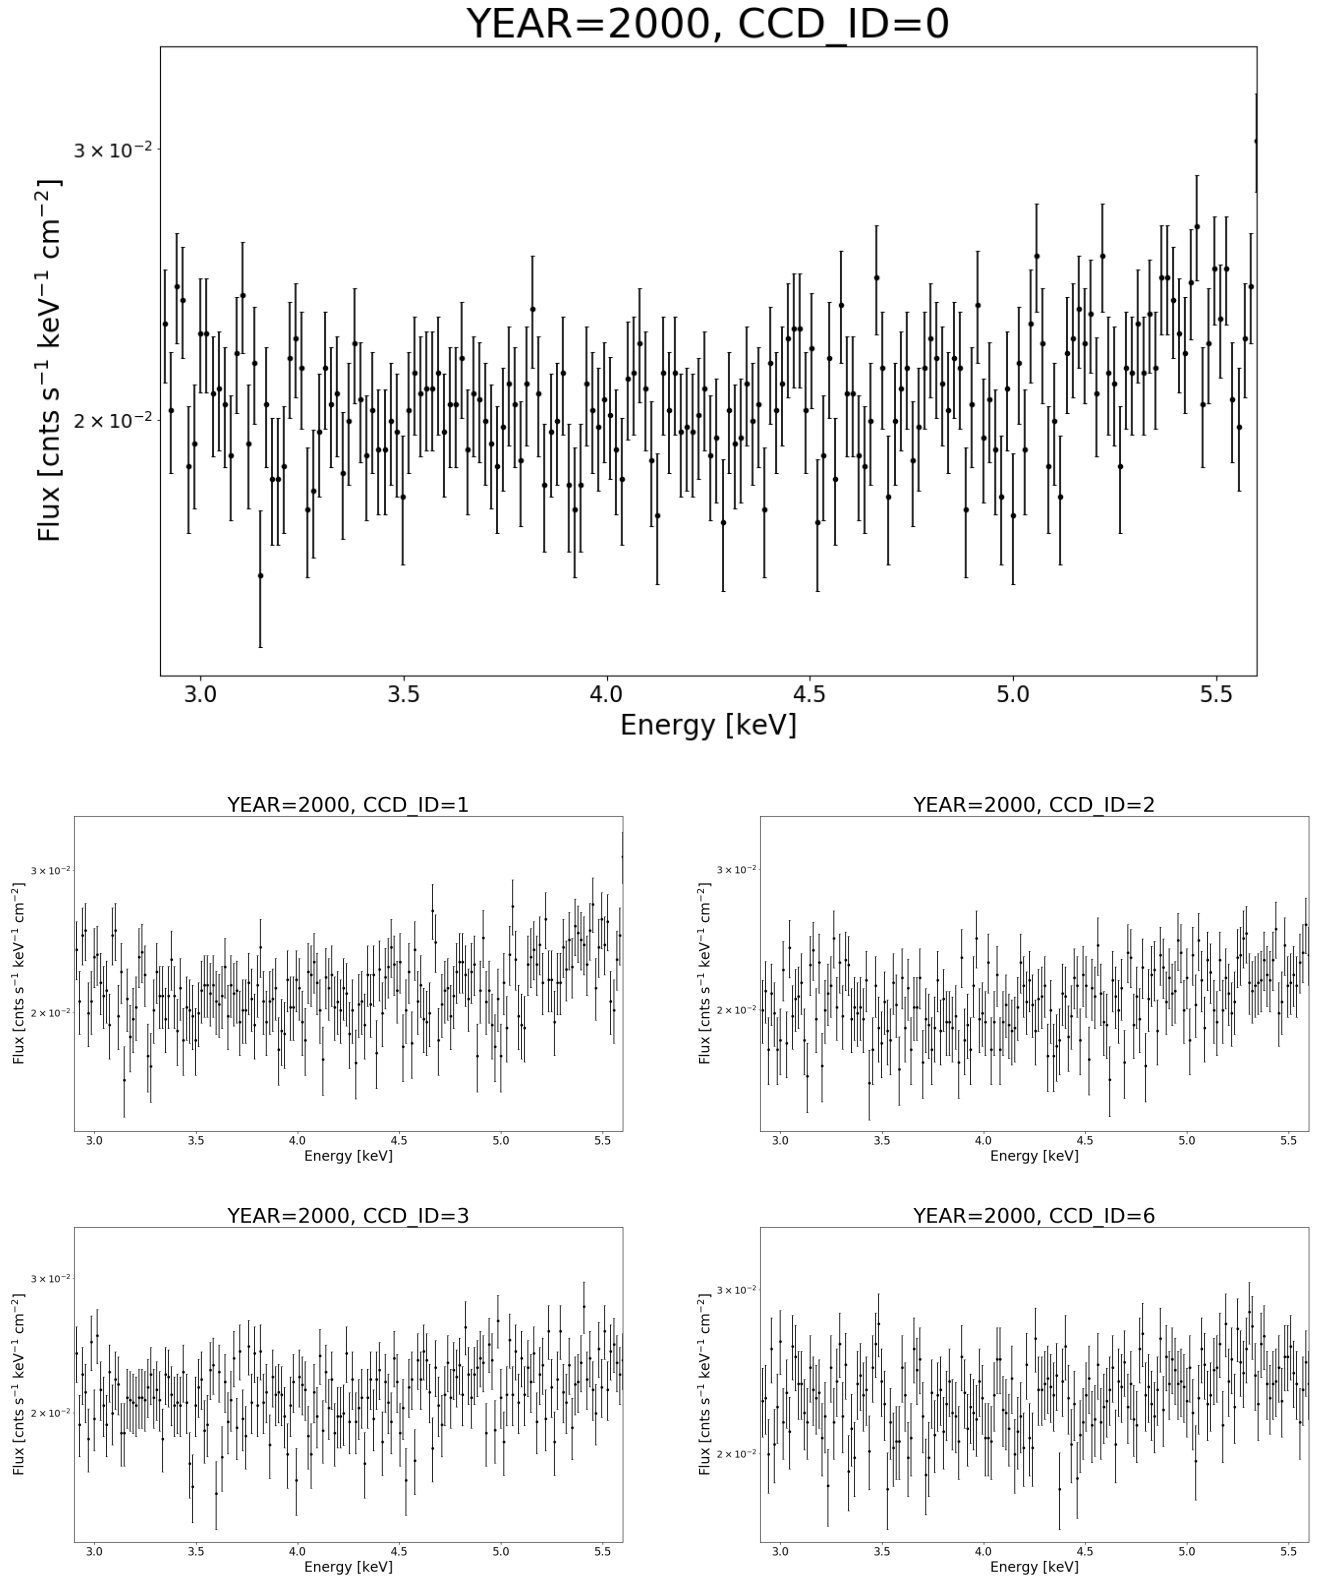 YEAR=2000, CCD_ID=0
Flux [cnts s⁻¹ keV⁻¹ cm⁻²]
3 × 10⁻²
2 × 10⁻²
3.0 3.5 4.0 4.5 5.0 5.5
Energy [keV]
YEAR=2000, CCD_ID=1
Flux [cnts s⁻¹ keV⁻¹ cm⁻²]
3 × 10⁻²
2 × 10⁻²
3.0 3.5 4.0 4.5 5.0 5.5
Energy [keV]
YEAR=2000, CCD_ID=2
Flux [cnts s⁻¹ keV⁻¹ cm⁻²]
3 × 10⁻²
2 × 10⁻²
3.0 3.5 4.0 4.5 5.0 5.5
Energy [keV]
YEAR=2000, CCD_ID=3
Flux [cnts s⁻¹ keV⁻¹ cm⁻²]
3 × 10⁻²
2 × 10⁻²
3.0 3.5 4.0 4.5 5.0 5.5
Energy [keV]
YEAR=2000, CCD_ID=6
Flux [cnts s⁻¹ keV⁻¹ cm⁻²]
3 × 10⁻²
2 × 10⁻²
3.0 3.5 4.0 4.5 5.0 5.5
Energy [keV]